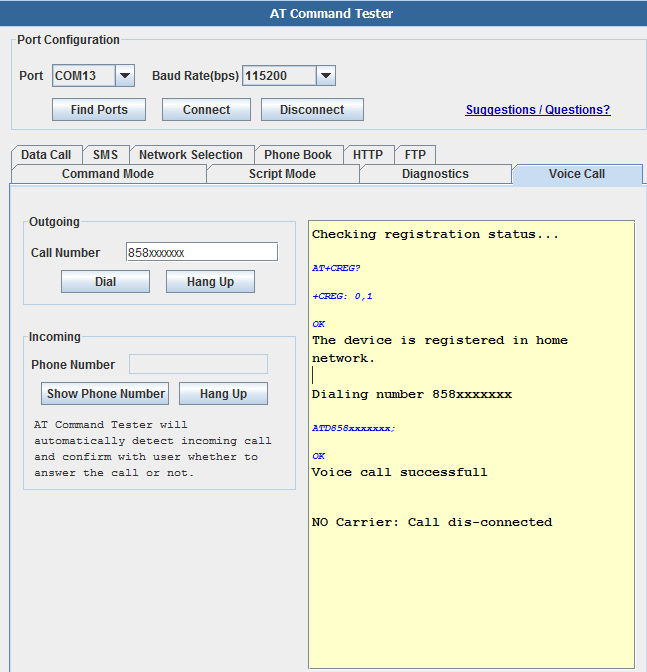 AT Command Tester
Port Configuration
Port COM13 Baud Rate(bps) 115200
Find Ports Connect Disconnect Suggestions / Questions?
Data Call SMS Network Selection Phone Book HTTP FTP
Command Mode Script Mode Diagnostics Voice Call
Outgoing
Call Number 858xxxxxxx
Dial Hang Up
Incoming
Phone Number
Show Phone Number Hang Up
AT Command Tester will
automatically detect incoming call
and confirm with user whether to
answer the call or not.
Checking registration status...
AT+CREG?
+CREG: 0,1
OK
The device is registered in home
network.
Dialing number 858xxxxxxx
ATD858xxxxxxx;
OK
Voice call successfull
NO Carrier: Call dis-connected